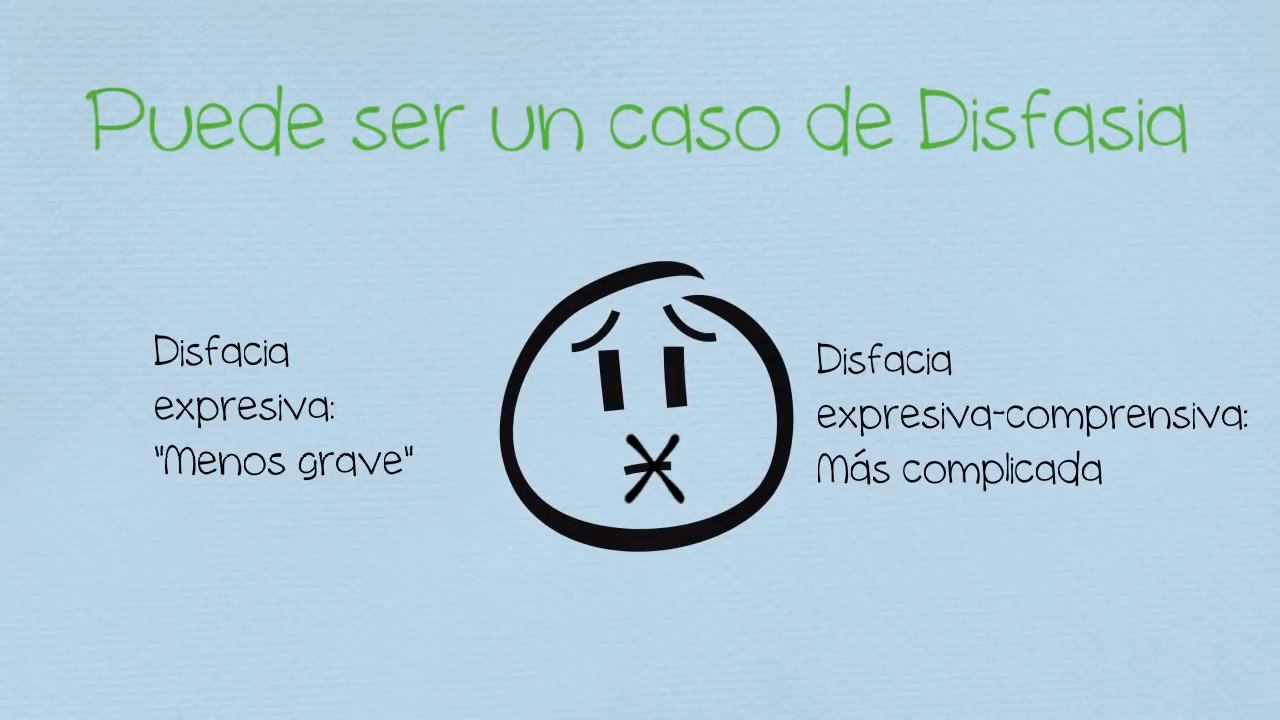 Puede ser un caso de Disfasia
Disfacia
expresiva:
"Menos grave"
Disfacia
expresiva-comprensiva:
Más complicada